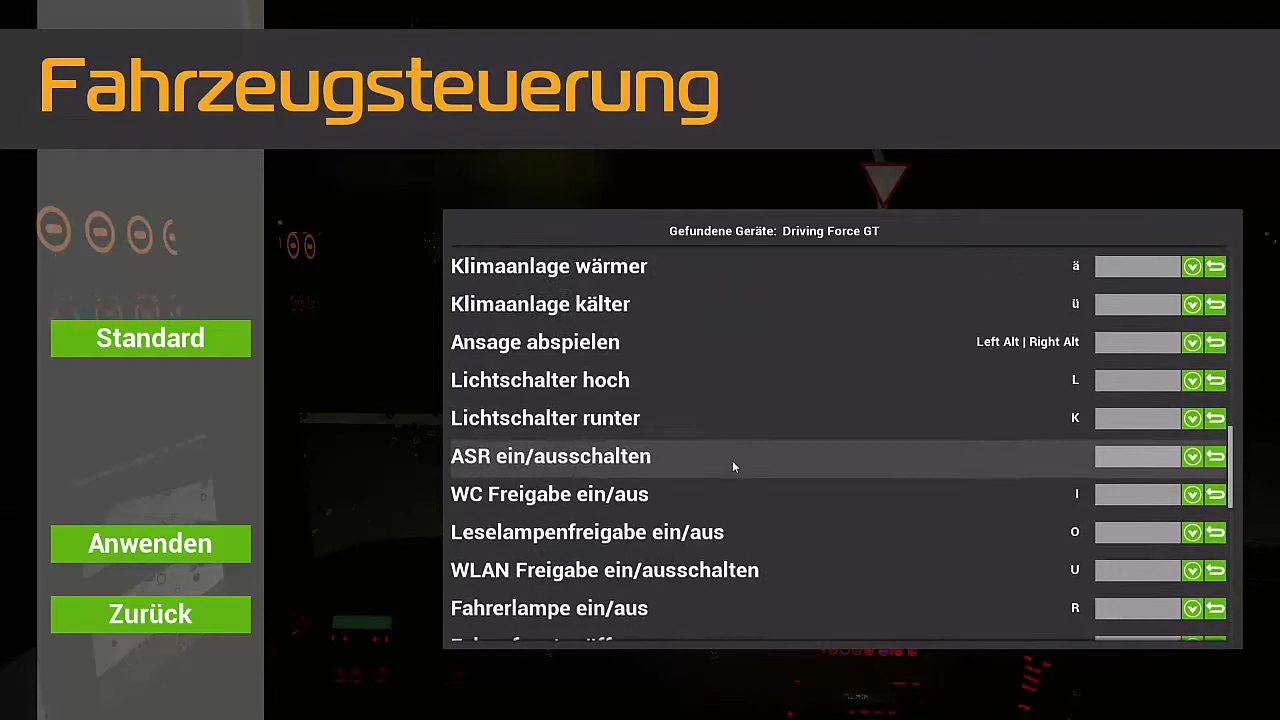 Fahrzeugsteuerung
Gefundene Geräte: Driving Force GT
Klimaanlage wärmer ä
Klimaanlage kälter ü
Ansage abspielen Left Alt | Right Alt
Lichtschalter hoch L
Lichtschalter runter K
ASR ein/ausschalten
WC Freigabe ein/aus I
Leselampenfreigabe ein/aus O
WLAN Freigabe ein/ausschalten U
Fahrerlampe ein/aus R
Standard
Anwenden
Zurück